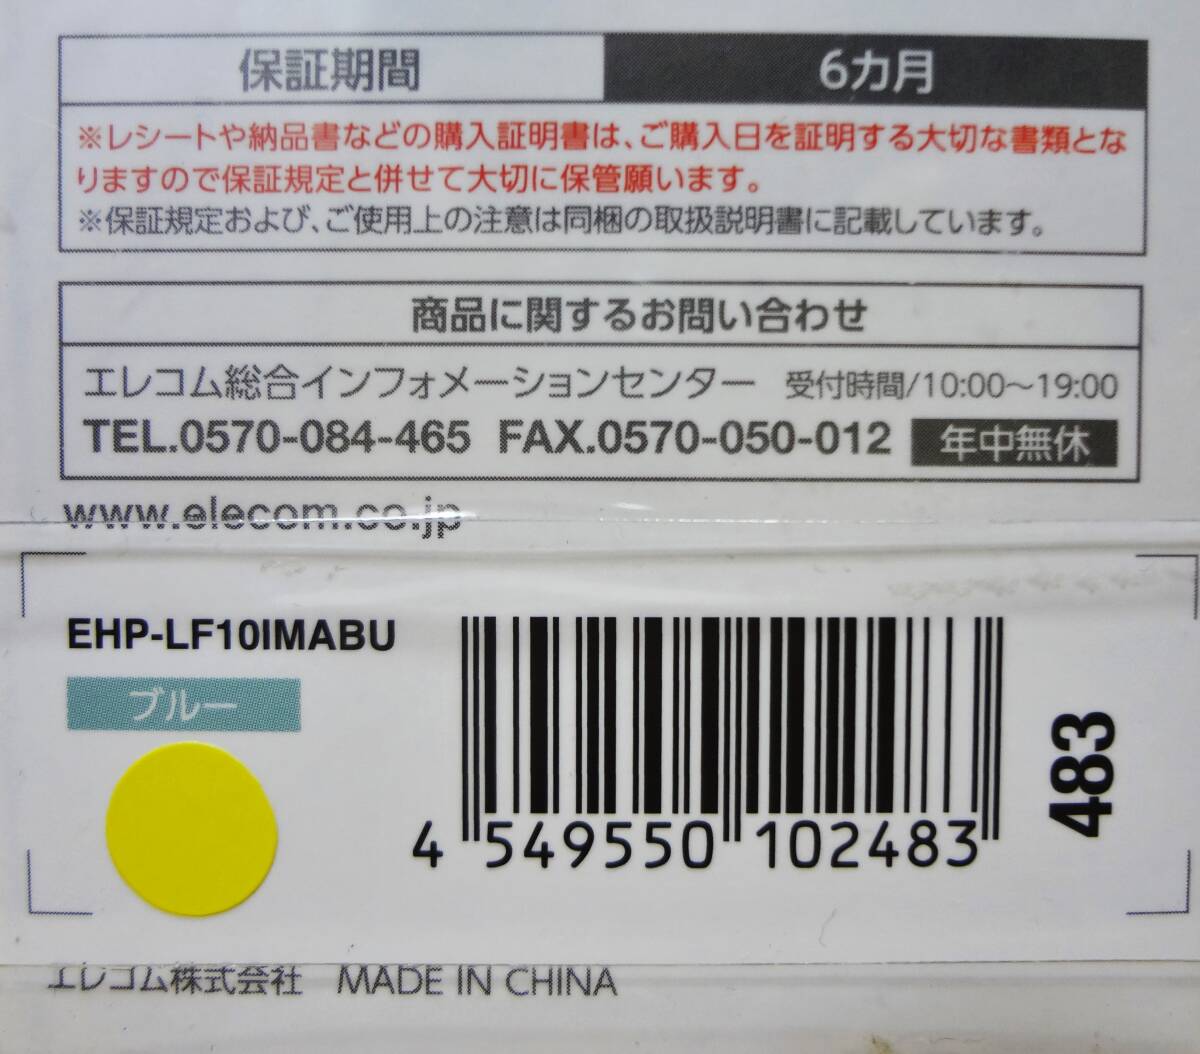 保証期間 6カ月
※レシートや納品書などの購入証明書は、ご購入日を証明する大切な書類とな
りますので保証規定と併せて大切に保管願います。
※保証規定および、ご使用上の注意は同梱の取扱説明書に記載しています。
商品に関するお問い合わせ
エレコム総合インフォメーションセンター 受付時間/10:00〜19:00
TEL.0570-084-465 FAX.0570-050-012 年中無休
www.elecom.co.jp
EHP-LF10IMABU
ブルー
4 549550 102483
483
エレコム株式会社 MADE IN CHINA